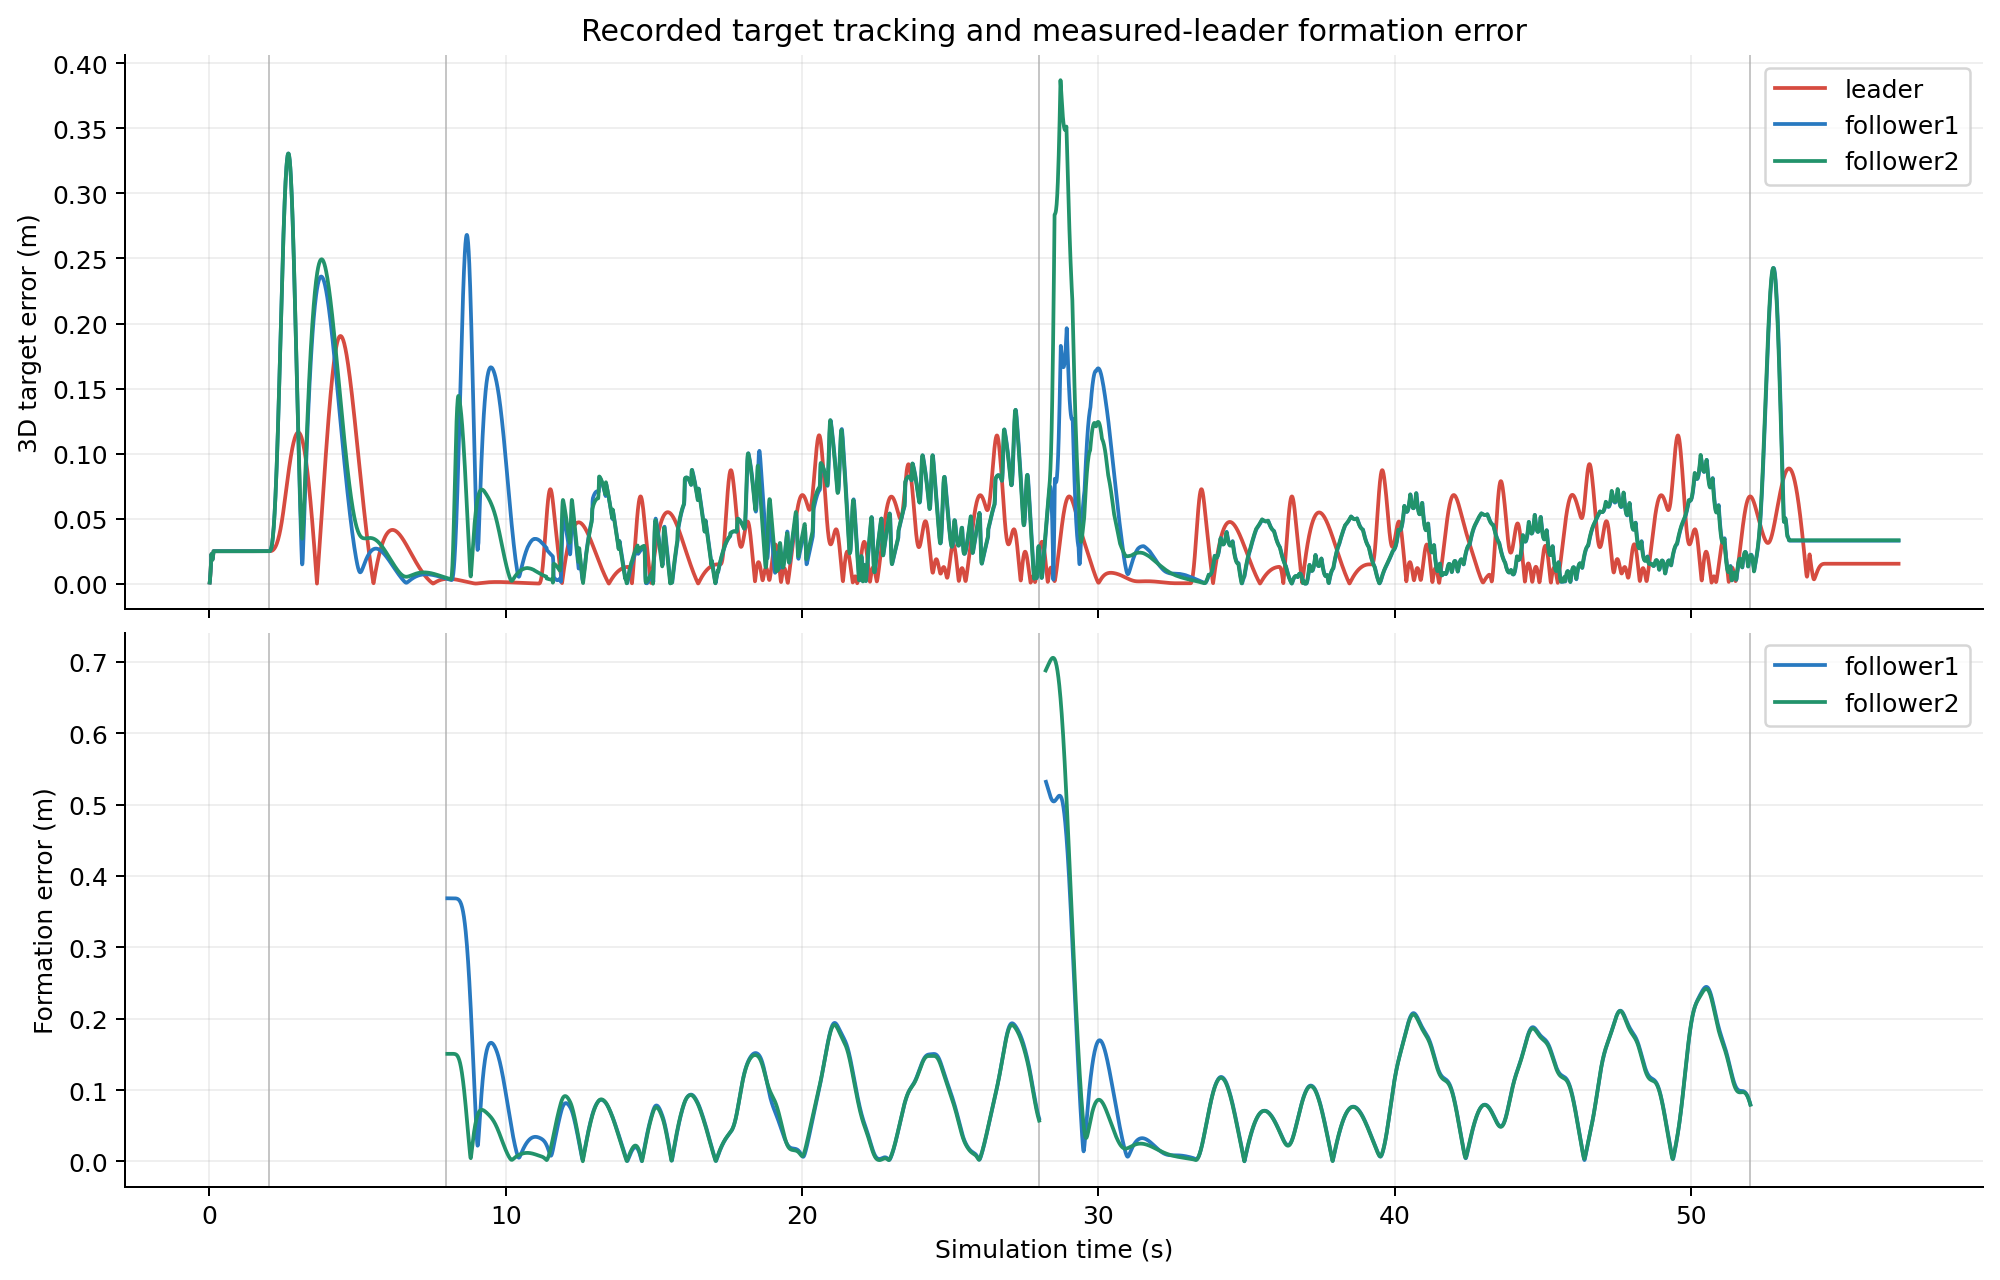 Recorded target tracking and measured-leader formation error
3D target error (m)
0.40
0.35
0.30
0.25
0.20
0.15
0.10
0.05
0.00
leader
follower1
follower2
Formation error (m)
0.7
0.6
0.5
0.4
0.3
0.2
0.1
0.0
follower1
follower2
0 10 20 30 40 50
Simulation time (s)